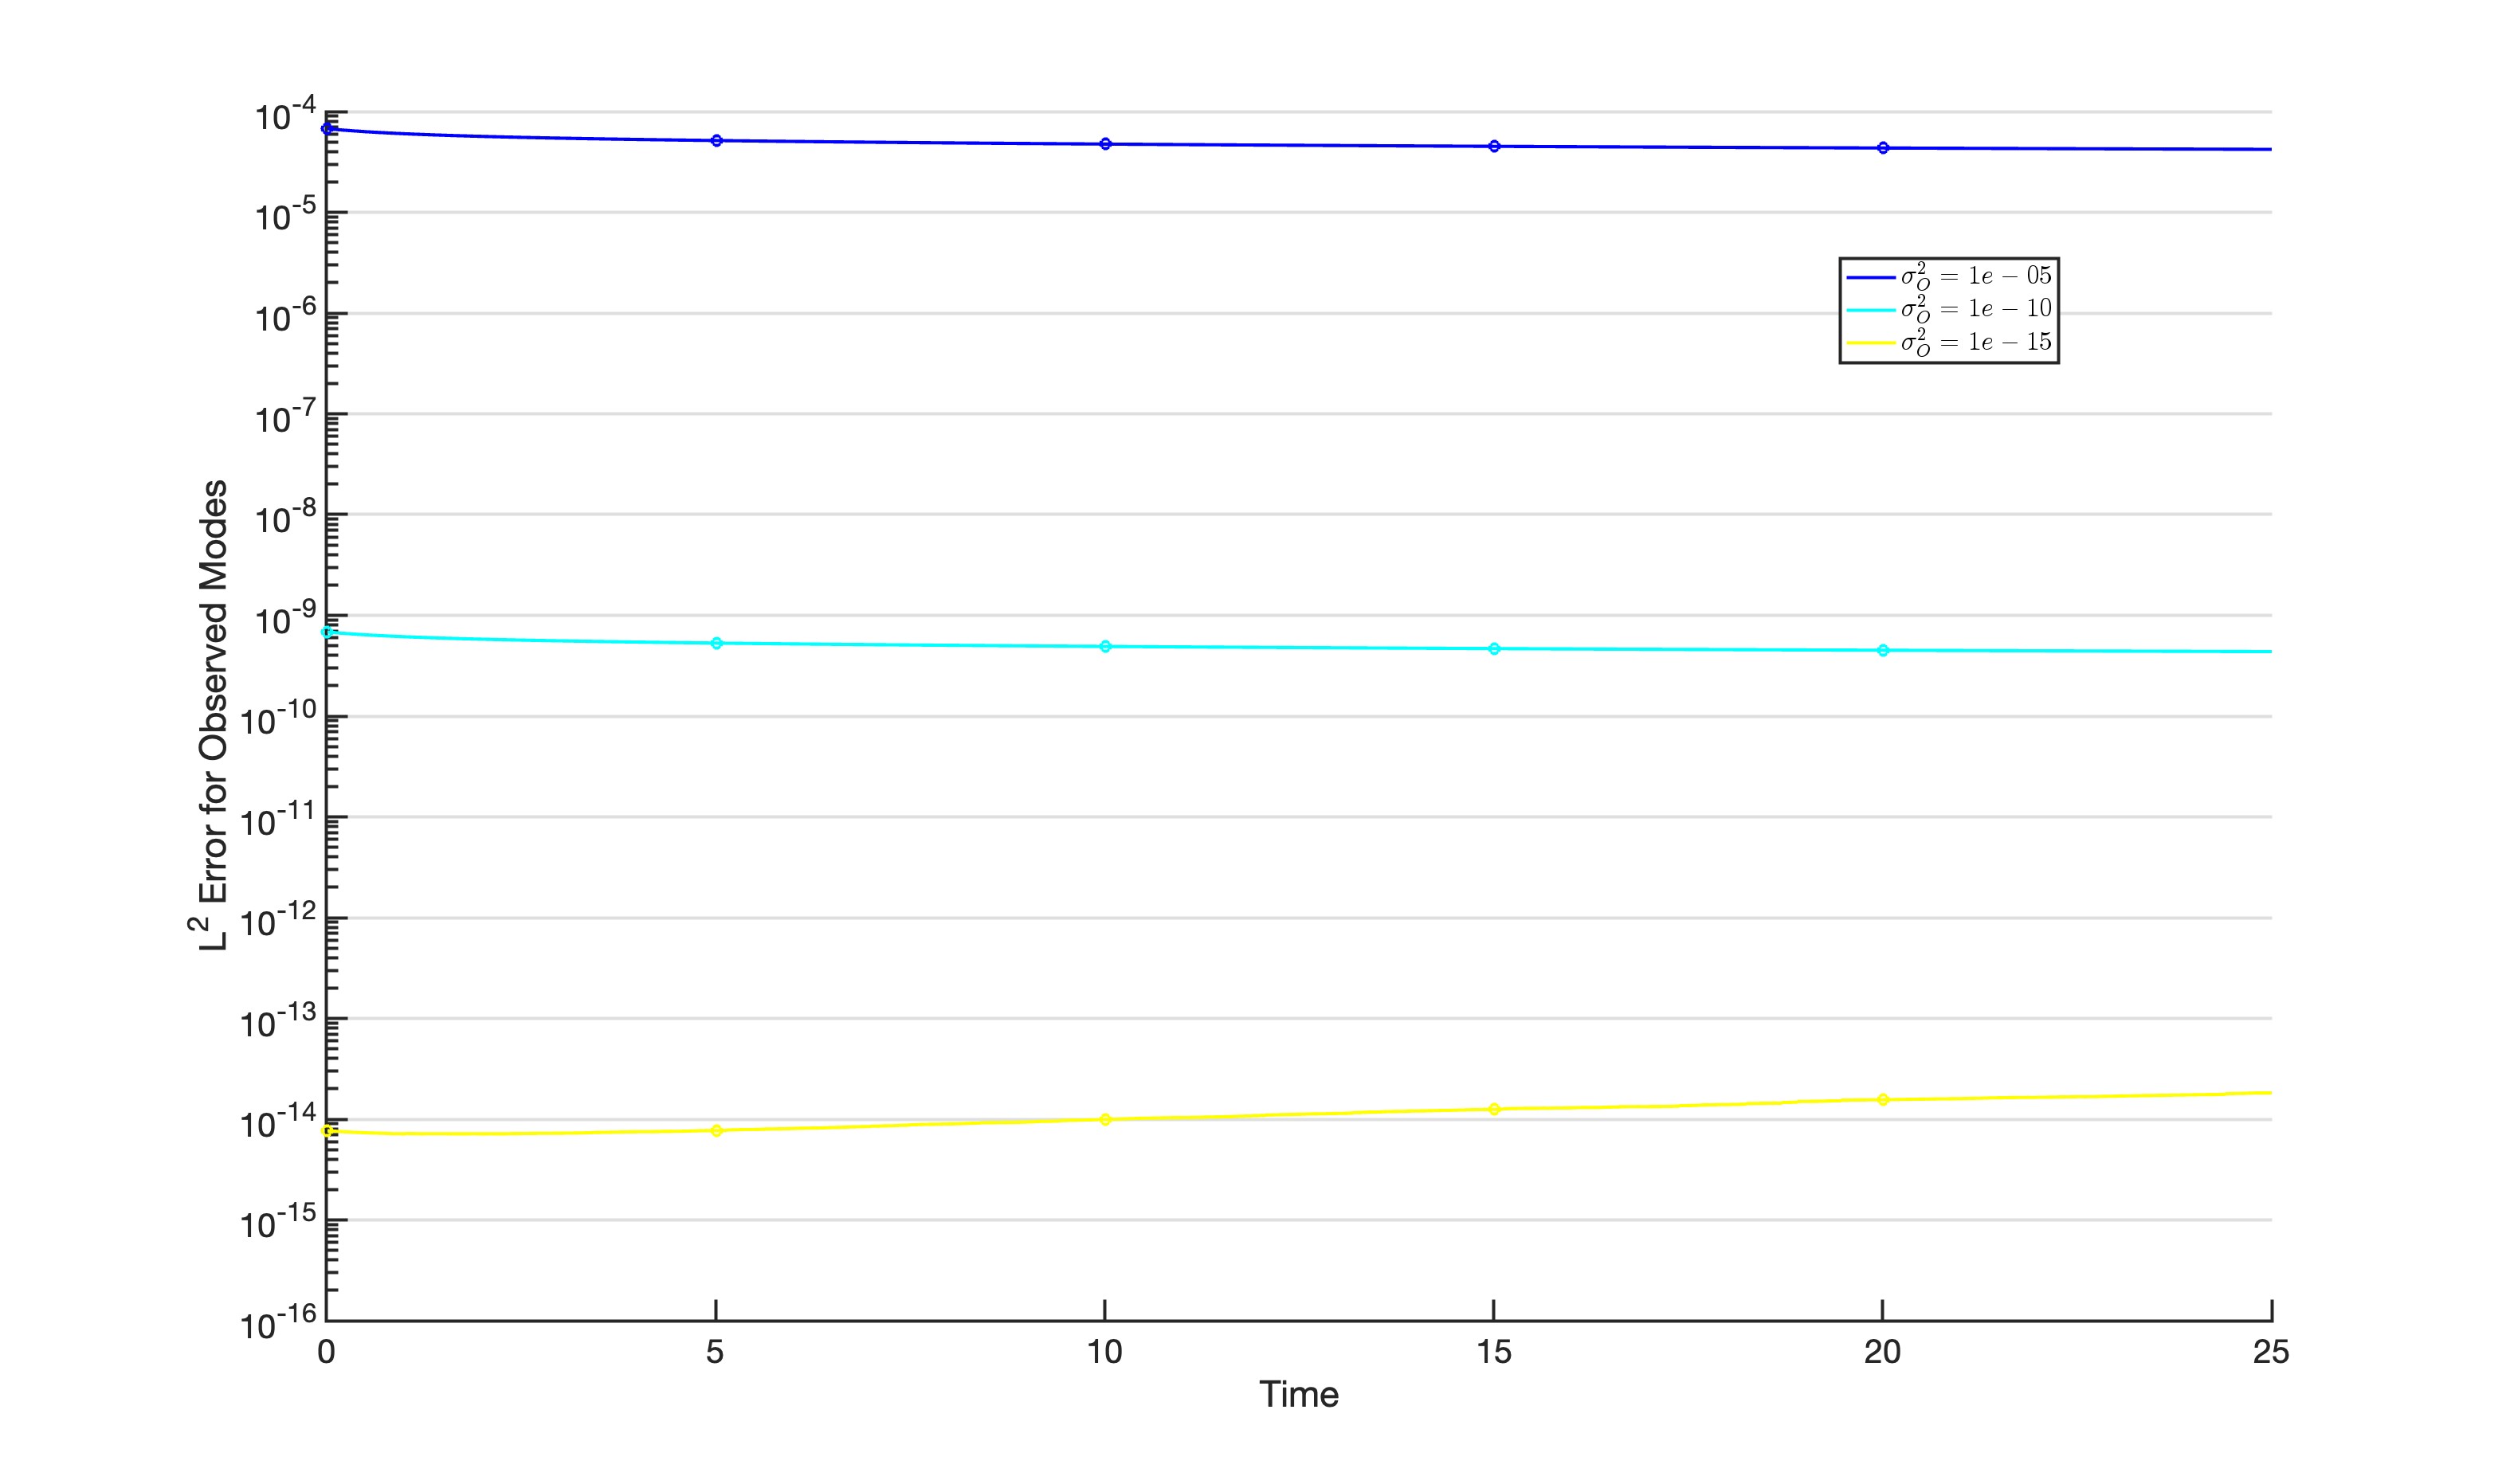 10^-4
10^-5
10^-6
10^-7
10^-8
10^-9
10^-10
10^-11
10^-12
10^-13
10^-14
10^-15
10^-16
L^2 Error for Observed Modes
σ_O^2 = 1e − 05
σ_O^2 = 1e − 10
σ_O^2 = 1e − 15
0 5 10 15 20 25
Time